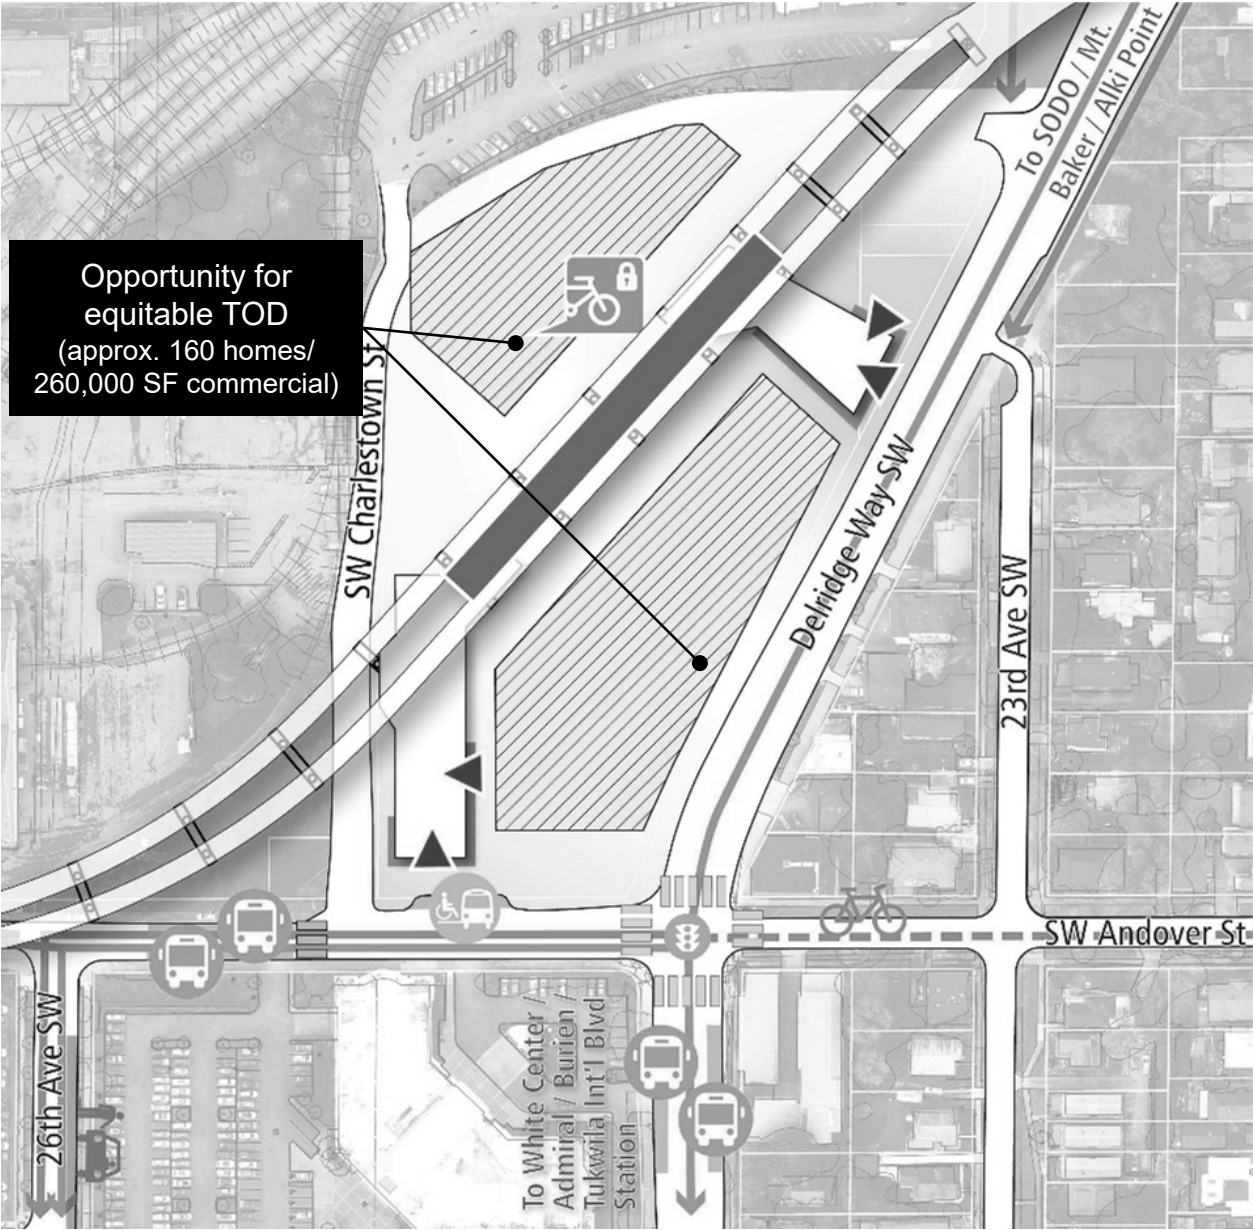 To SODO / Mt.
Baker / Alki Point
Opportunity for
equitable TOD
(approx. 160 homes/
260,000 SF commercial)
SW Charlestown St
Delridge Way SW
23rd Ave SW
SW Andover St
26th Ave SW
To White Center /
Admiral / Burien /
Tukwila Int'l Blvd
Station